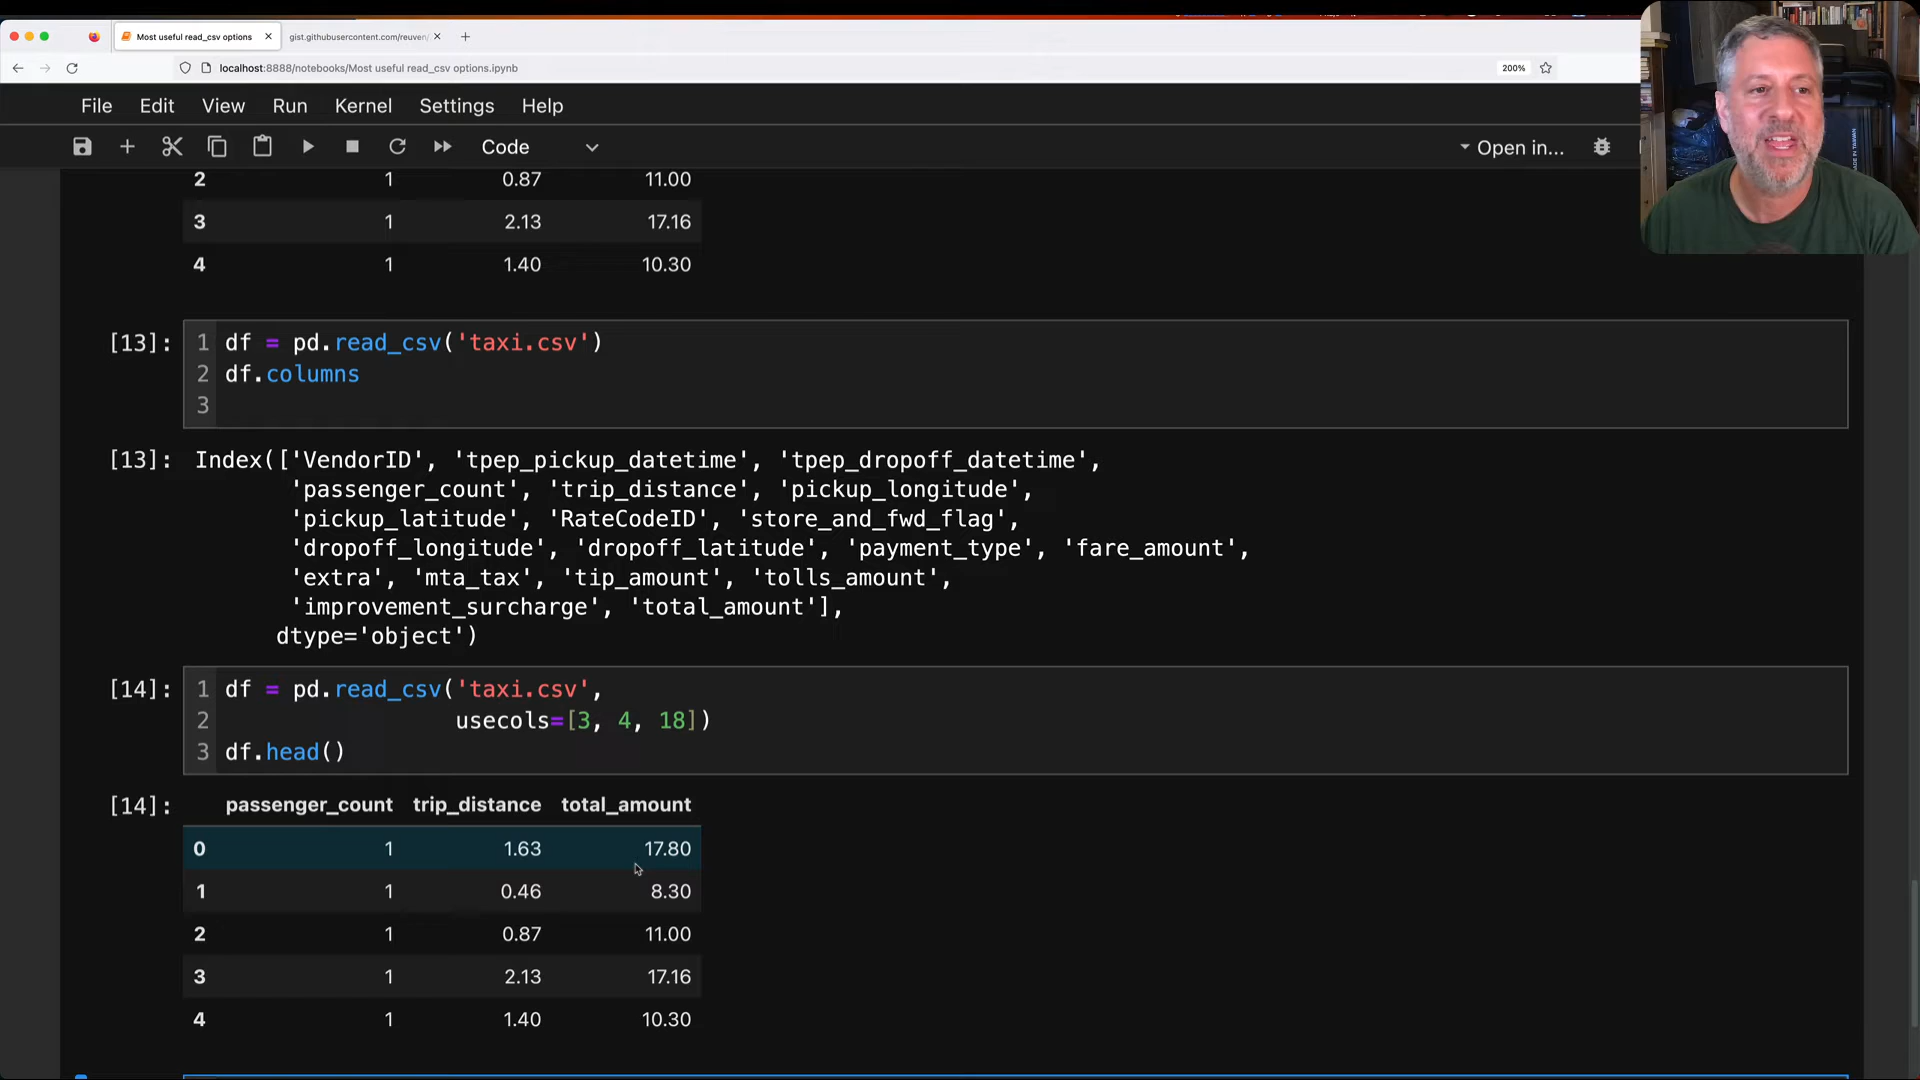 Most useful read_csv options
gist.githubusercontent.com/reuven/
localhost:8888/notebooks/Most useful read_csv options.ipynb
200%
File Edit View Run Kernel Settings Help
Code
Open in...
2 1 0.87 11.00
3 1 2.13 17.16
4 1 1.40 10.30
[13]: 1 df = pd.read_csv('taxi.csv')
2 df.columns
3
[13]: Index(['VendorID', 'tpep_pickup_datetime', 'tpep_dropoff_datetime',
'passenger_count', 'trip_distance', 'pickup_longitude',
'pickup_latitude', 'RateCodeID', 'store_and_fwd_flag',
'dropoff_longitude', 'dropoff_latitude', 'payment_type', 'fare_amount',
'extra', 'mta_tax', 'tip_amount', 'tolls_amount',
'improvement_surcharge', 'total_amount'],
dtype='object')
[14]: 1 df = pd.read_csv('taxi.csv',
2 usecols=[3, 4, 18])
3 df.head()
[14]: passenger_count trip_distance total_amount
0 1 1.63 17.80
1 1 0.46 8.30
2 1 0.87 11.00
3 1 2.13 17.16
4 1 1.40 10.30
MADE IN TAIWAN